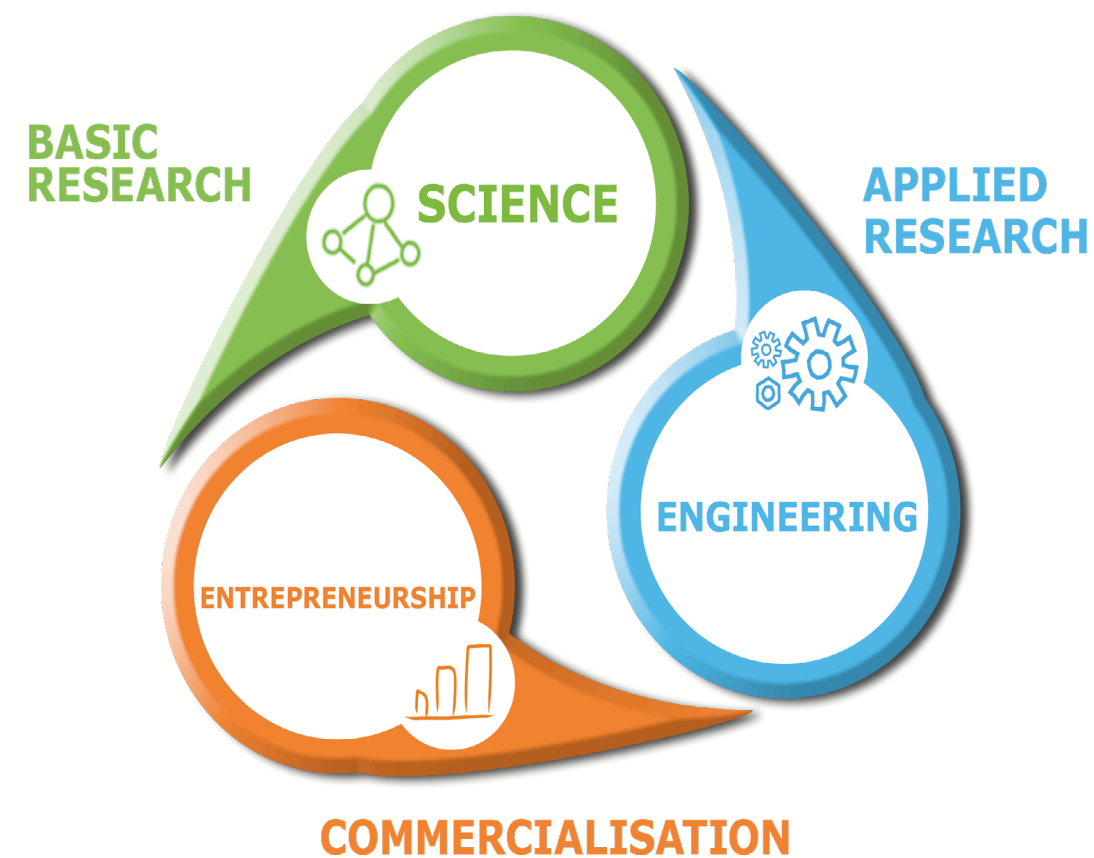 BASIC
RESEARCH
SCIENCE
APPLIED
RESEARCH
ENGINEERING
ENTREPRENEURSHIP
COMMERCIALISATION